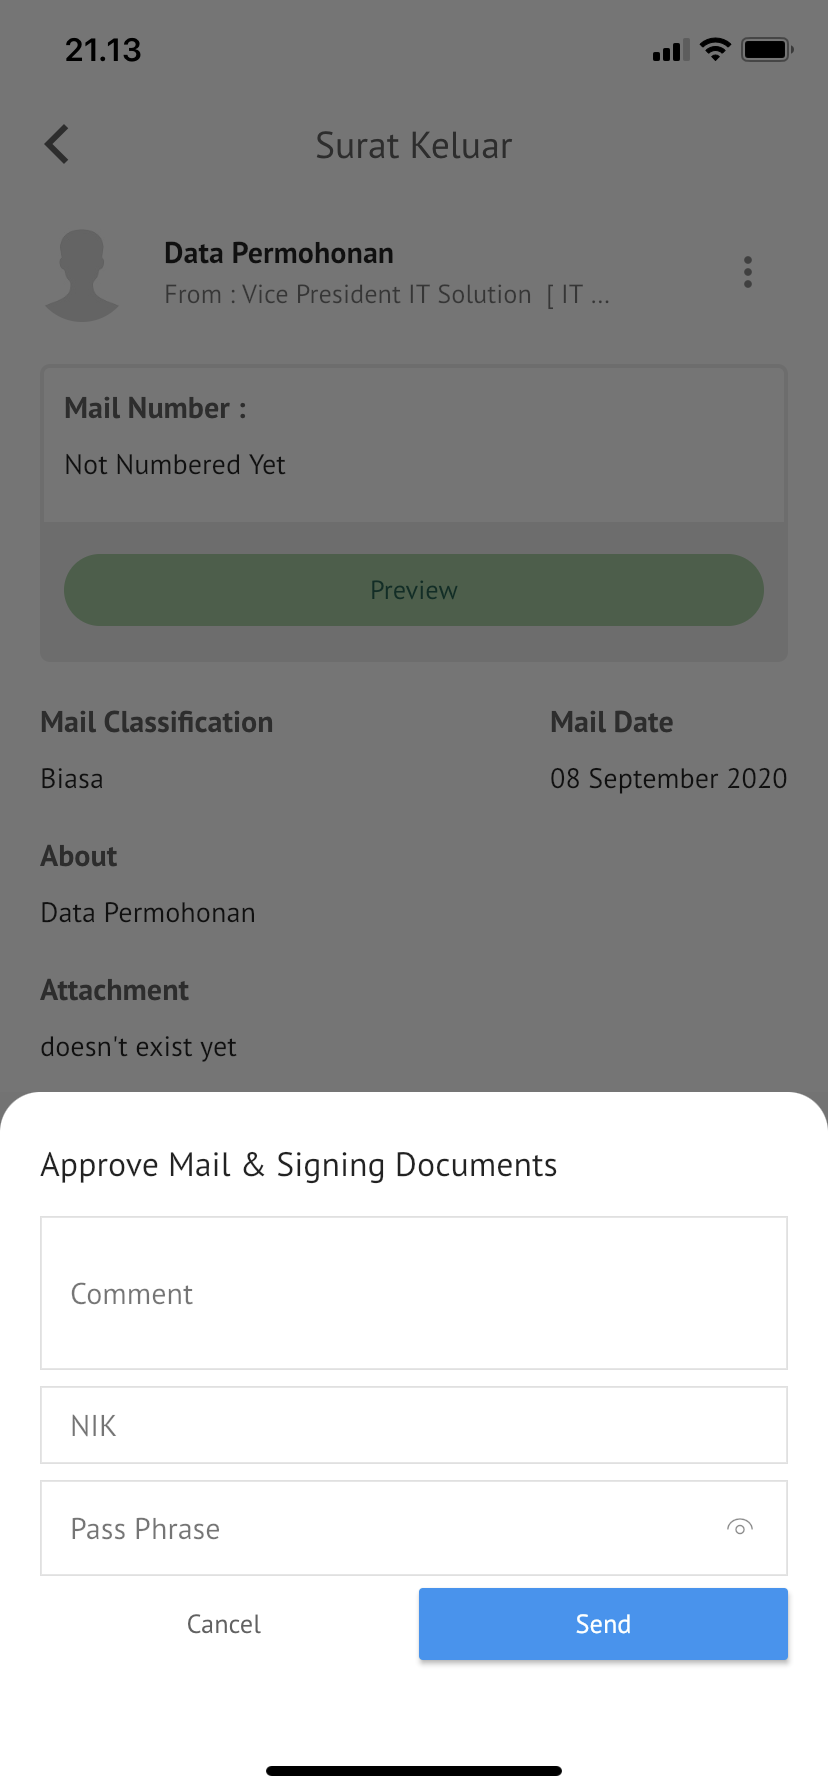 21.13
Surat Keluar
Data Permohonan
From : Vice President IT Solution [ IT ...
Mail Number :
Not Numbered Yet
Preview
Mail Classification
Mail Date
Biasa
08 September 2020
About
Data Permohonan
Attachment
doesn't exist yet
Approve Mail & Signing Documents
Comment
NIK
Pass Phrase
Cancel
Send